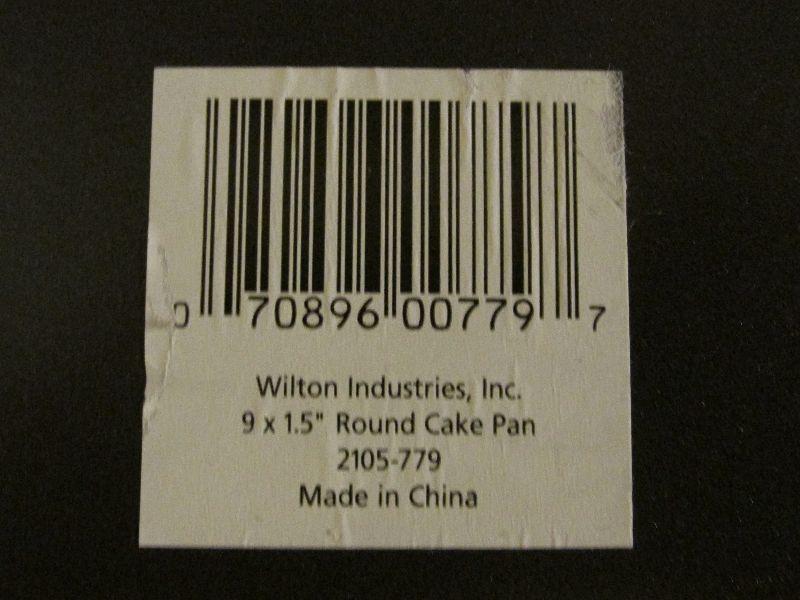 0 70896 00779 7
Wilton Industries, Inc.
9 x 1.5" Round Cake Pan
2105-779
Made in China